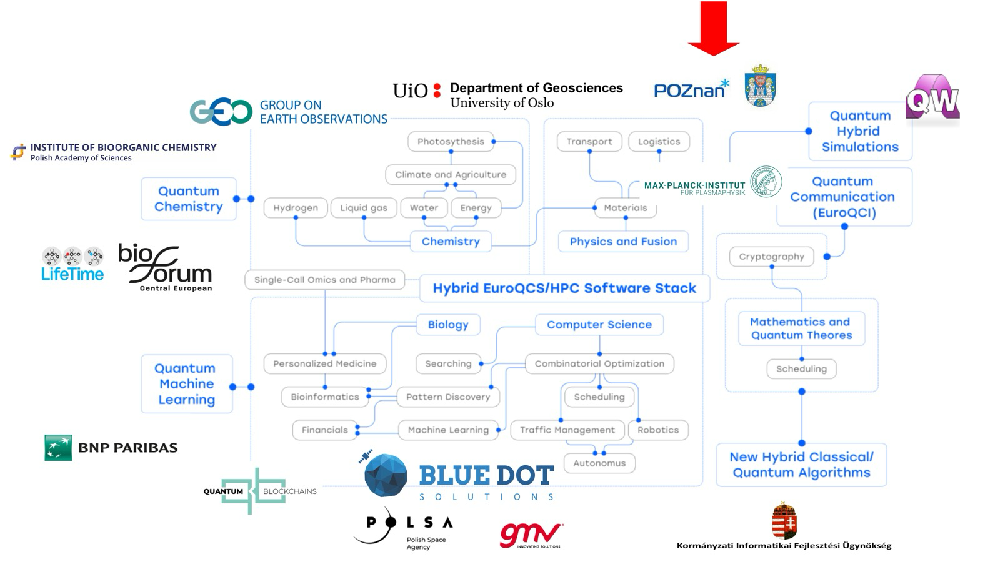 UiO : Department of Geosciences
University of Oslo
POZnan*
QW
GEO GROUP ON
EARTH OBSERVATIONS
INSTITUTE OF BIOORGANIC CHEMISTRY
Polish Academy of Sciences
Quantum
Hybrid
Simulations
Photosythesis
Transport
Logistics
Climate and Agriculture
MAX-PLANCK-INSTITUT
FÜR PLASMAPHYSIK
Quantum
Communication
(EuroQCI)
Quantum
Chemistry
Hydrogen
Liquid gas
Water
Energy
Materials
Chemistry
Physics and Fusion
Cryptography
LifeTime
bioForum
Central European
Single-Call Omics and Pharma
Hybrid EuroQCS/HPC Software Stack
Biology
Computer Science
Mathematics and
Quantum Theores
Personalized Medicine
Searching
Combinatorial Optimization
Scheduling
Quantum
Machine
Learning
Bioinformatics
Pattern Discovery
Scheduling
Financials
Machine Learning
Traffic Management
Robotics
BNP PARIBAS
Autonomus
New Hybrid Classical/
Quantum Algorithms
QUANTUM BLOCKCHAINS
BLUE DOT
SOLUTIONS
POLSA
Polish Space
Agency
gmv®
INNOVATING SOLUTIONS
Kormányzati Informatikai Fejlesztési Ügynökség